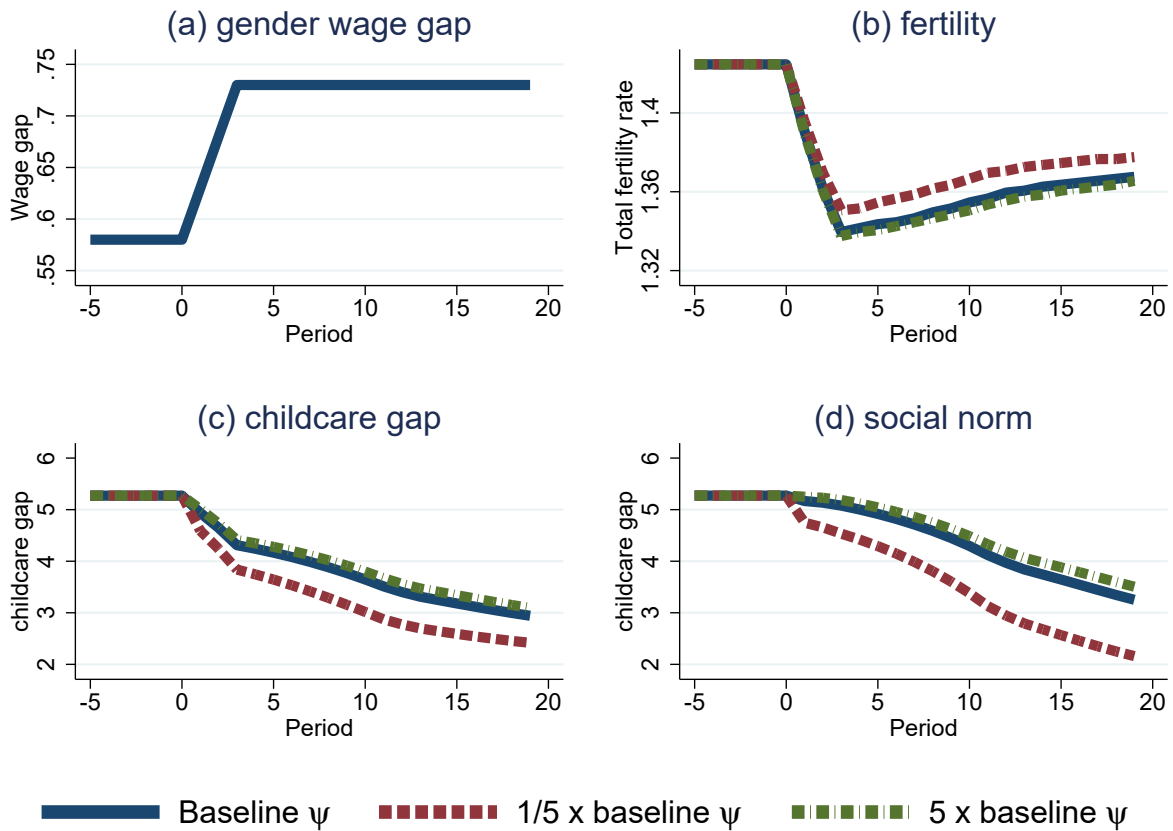 (a) gender wage gap
Wage gap
.75
.7
.65
.6
.55
-5 0 5 10 15 20
Period
(b) fertility
Total fertility rate
1.4
1.36
1.32
-5 0 5 10 15 20
Period
(c) childcare gap
childcare gap
6
5
4
3
2
-5 0 5 10 15 20
Period
(d) social norm
childcare gap
6
5
4
3
2
-5 0 5 10 15 20
Period
Baseline ψ 1/5 x baseline ψ 5 x baseline ψ